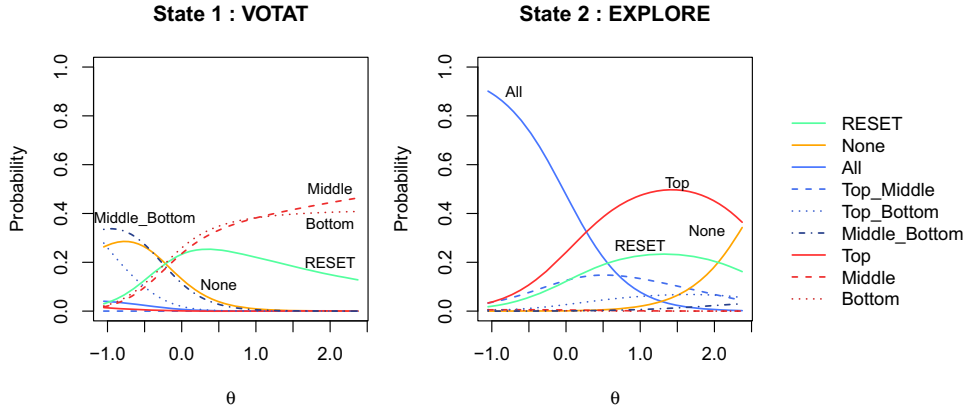 State 1 : VOTAT
State 2 : EXPLORE
Probability
1.0
0.8
0.6
0.4
0.2
0.0
Middle_Bottom
None
Middle
Bottom
RESET
−1.0 0.0 1.0 2.0
θ
Probability
1.0
0.8
0.6
0.4
0.2
0.0
All
Top
RESET
None
−1.0 0.0 1.0 2.0
θ
RESET
None
All
Top_Middle
Top_Bottom
Middle_Bottom
Top
Middle
Bottom